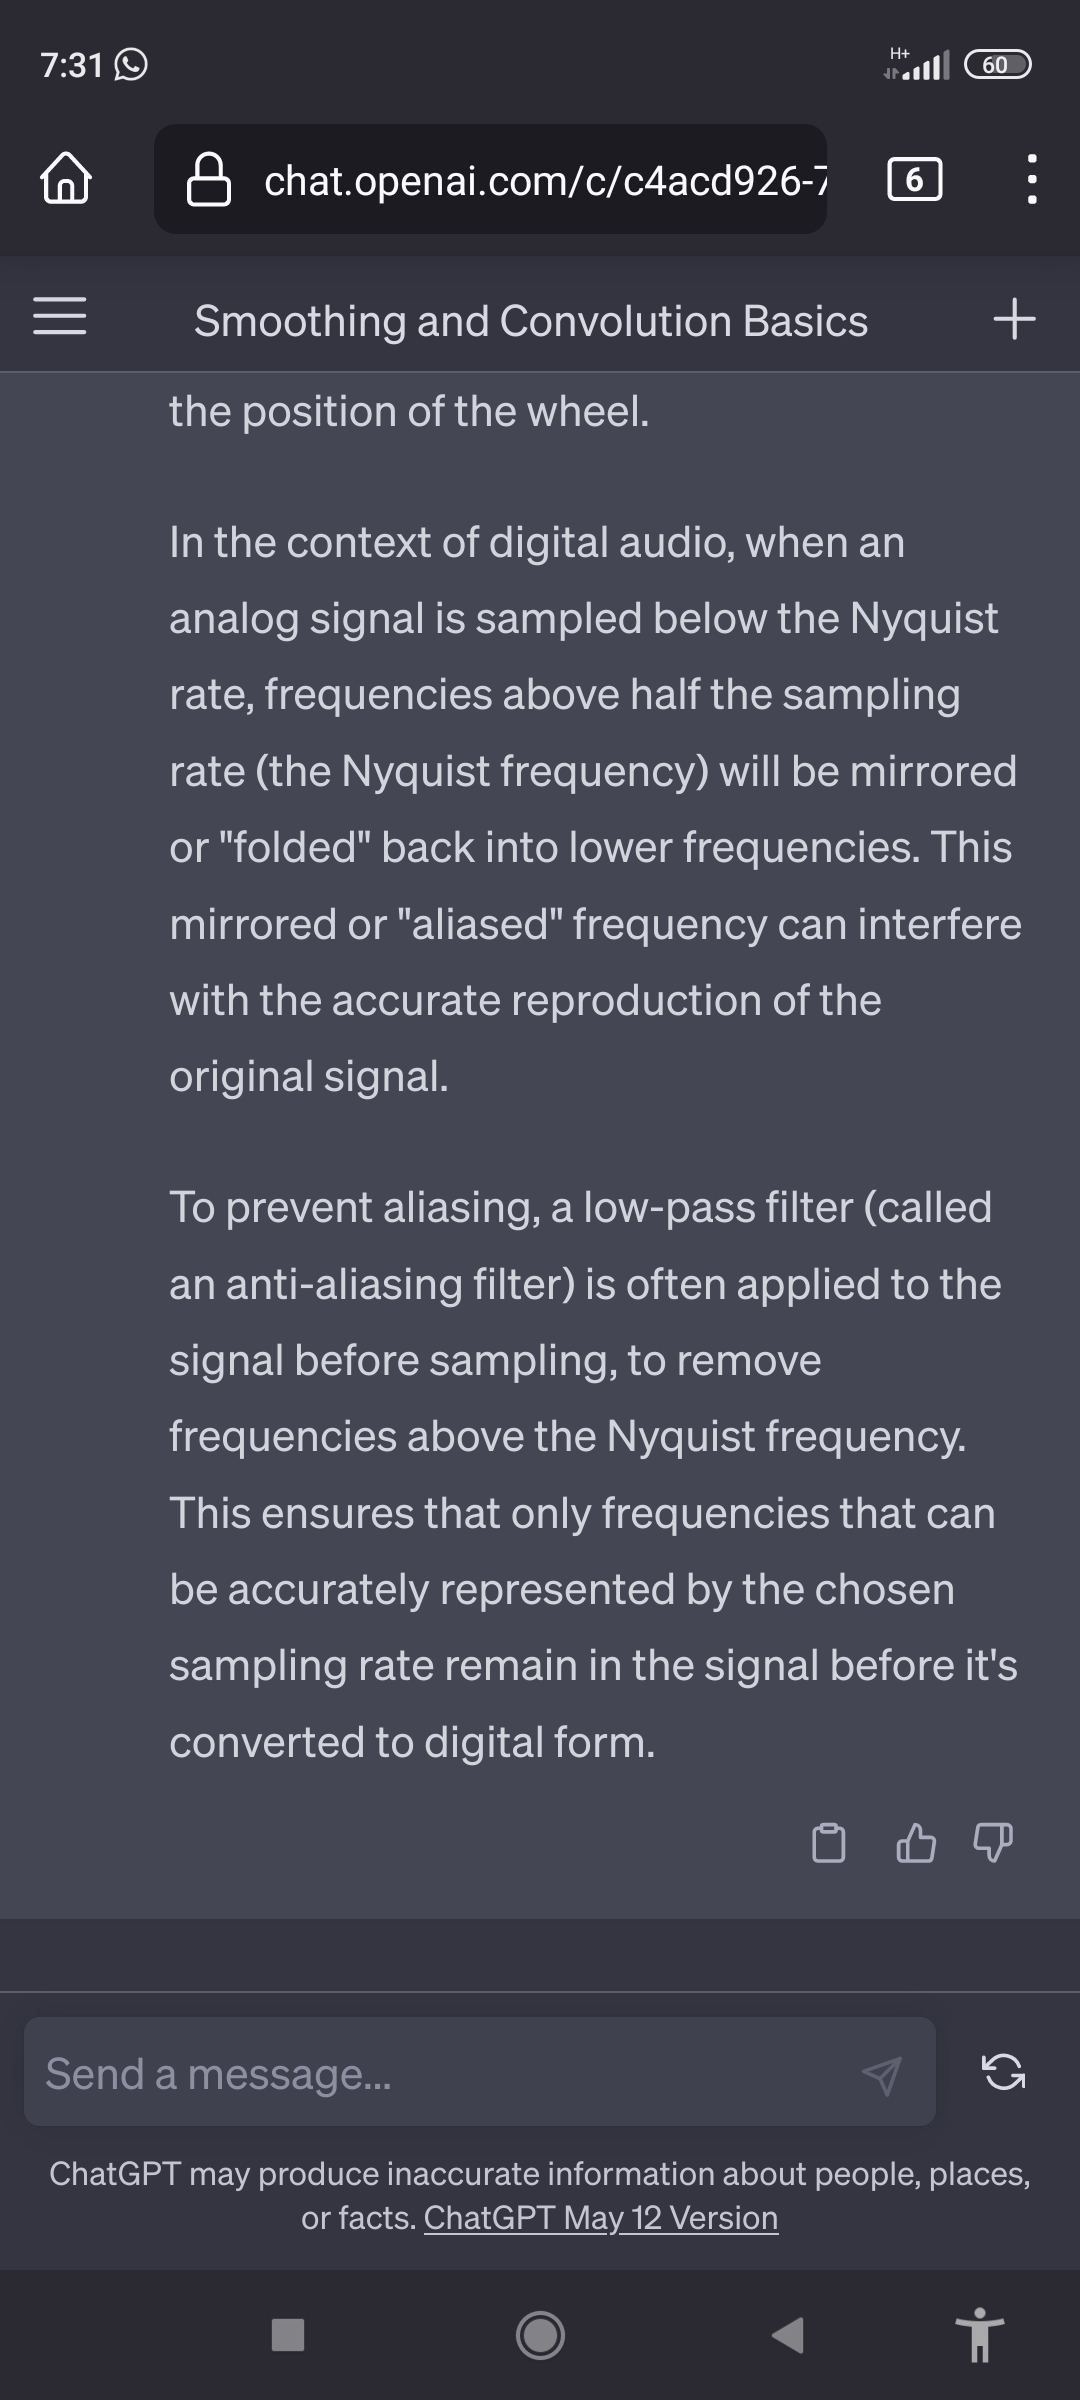 7:31
H+
60
chat.openai.com/c/c4acd926-7
6
Smoothing and Convolution Basics
the position of the wheel.
In the context of digital audio, when an
analog signal is sampled below the Nyquist
rate, frequencies above half the sampling
rate (the Nyquist frequency) will be mirrored
or "folded" back into lower frequencies. This
mirrored or "aliased" frequency can interfere
with the accurate reproduction of the
original signal.
To prevent aliasing, a low-pass filter (called
an anti-aliasing filter) is often applied to the
signal before sampling, to remove
frequencies above the Nyquist frequency.
This ensures that only frequencies that can
be accurately represented by the chosen
sampling rate remain in the signal before it's
converted to digital form.
Send a message...
ChatGPT may produce inaccurate information about people, places,
or facts. ChatGPT May 12 Version